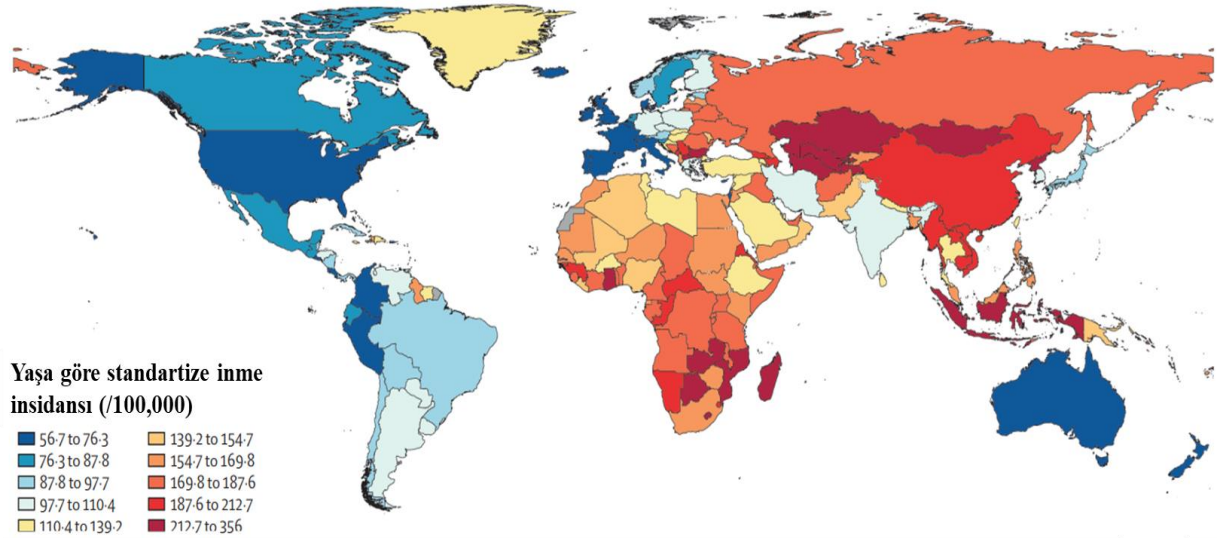 Yaşa göre standartize inme
insidansı (/100,000)
56·7 to 76·3
76·3 to 87·8
87·8 to 97·7
97·7 to 110·4
110·4 to 139·2
139·2 to 154·7
154·7 to 169·8
169·8 to 187·6
187·6 to 212·7
212·7 to 356